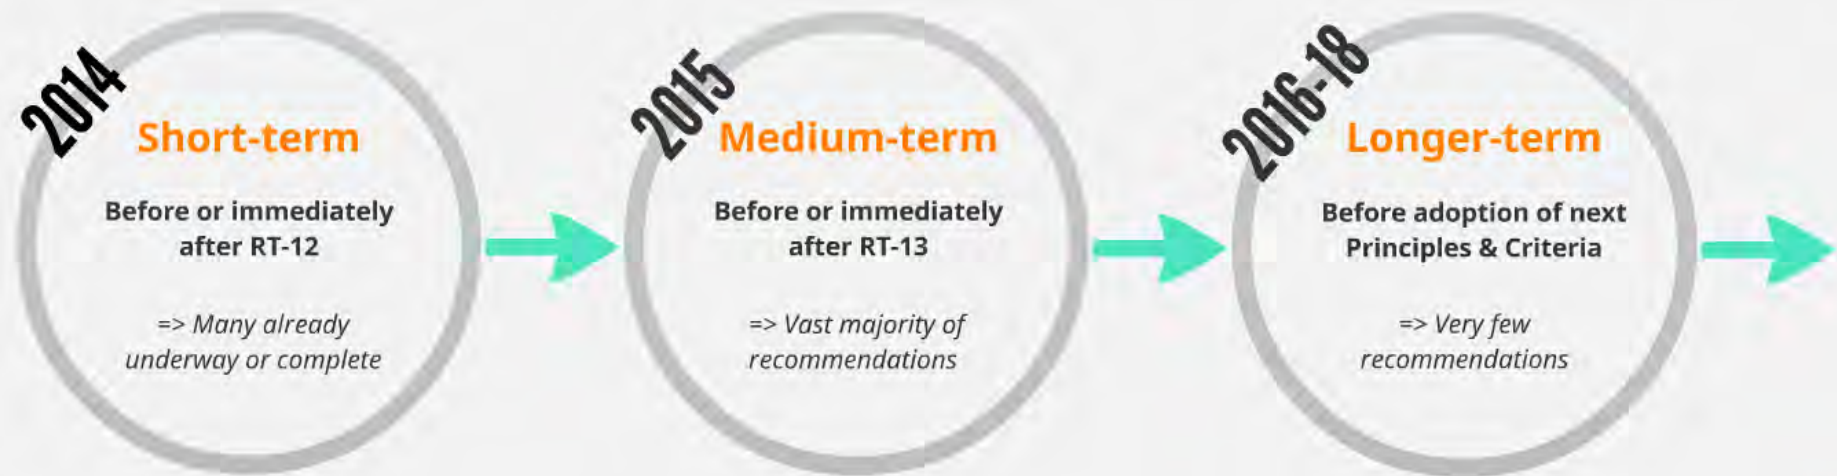 2014
Short-term
Before or immediately
after RT-12
=> Many already
underway or complete
2015
Medium-term
Before or immediately
after RT-13
=> Vast majority of
recommendations
2016-18
Longer-term
Before adoption of next
Principles & Criteria
=> Very few
recommendations